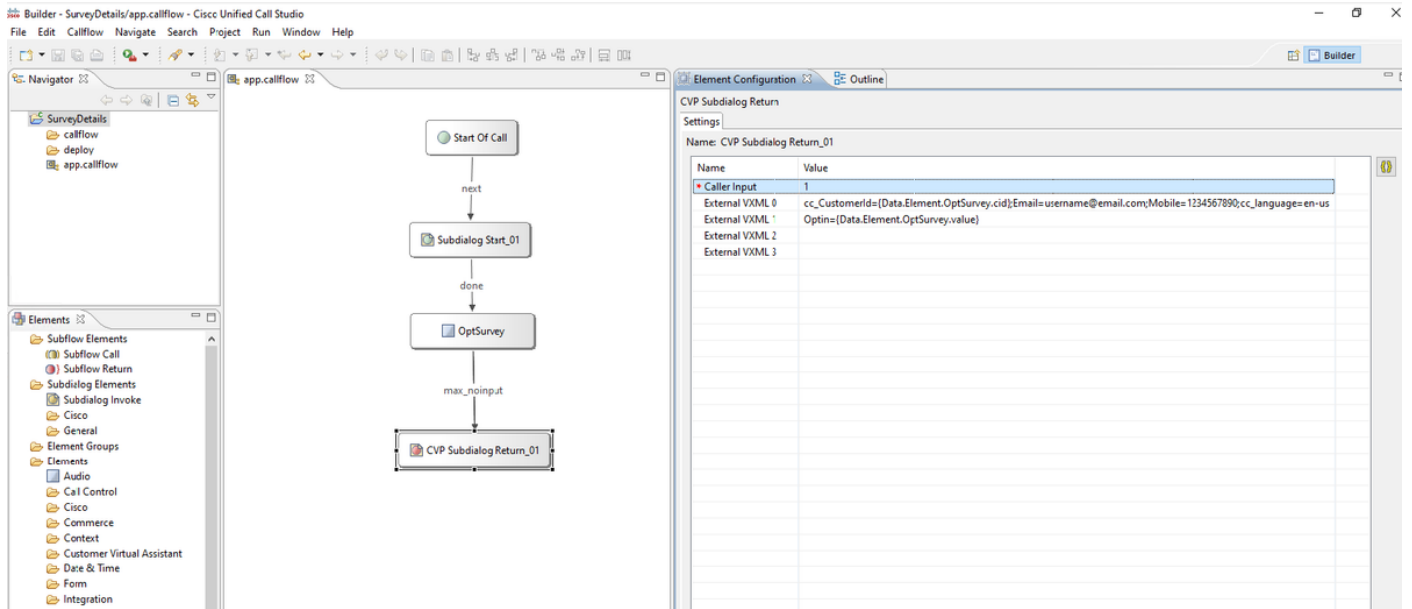 Builder - SurveyDetails/app.callflow - Cisco Unified Call Studio
File Edit Callflow Navigate Search Project Run Window Help
Builder
Navigator
SurveyDetails
callflow
deploy
app.callflow
Elements
Subflow Elements
Subflow Call
Subflow Return
Subdialog Elements
Subdialog Invoke
Cisco
General
Element Groups
Elements
Audio
Call Control
Cisco
Commerce
Context
Customer Virtual Assistant
Date & Time
Form
Integration
app.callflow
Start Of Call
next
Subdialog Start_01
done
OptSurvey
max_noinput
CVP Subdialog Return_01
Element Configuration
Outline
CVP Subdialog Return
Settings
Name: CVP Subdialog Return_01
Name Value
* Caller Input 1
External VXML 0 cc_CustomerId={Data.Element.OptSurvey.cid};Email=username@email.com;Mobile=1234567890;cc_language=en-us
External VXML 1 Optin={Data.Element.OptSurvey.value}
External VXML 2
External VXML 3